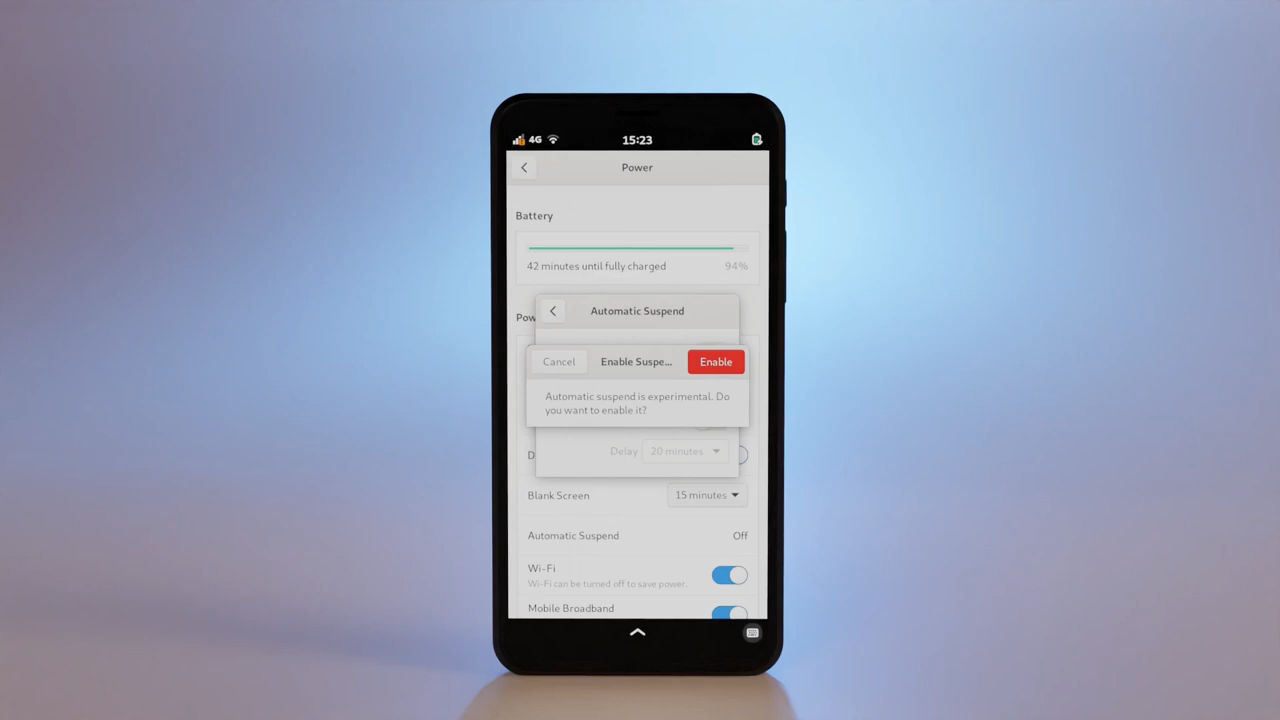 4G
15:23
Power
Battery
42 minutes until fully charged 94%
Pow
Automatic Suspend
Cancel Enable Suspe... Enable
Automatic suspend is experimental. Do
you want to enable it?
D Delay 20 minutes
Blank Screen 15 minutes
Automatic Suspend Off
Wi-Fi
Wi-Fi can be turned off to save power.
Mobile Broadband